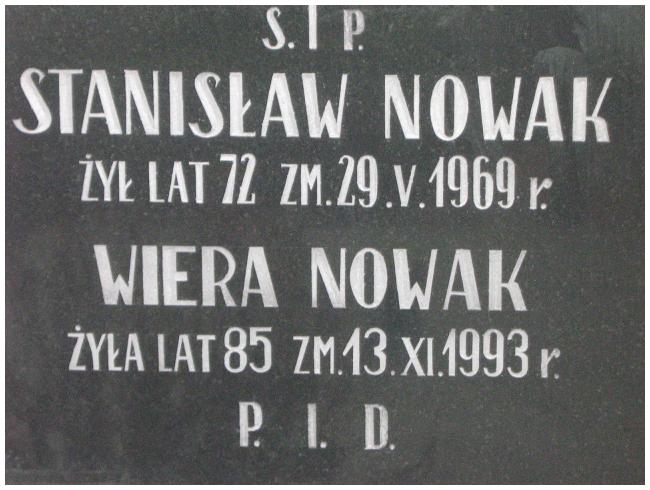 S. I P.
STANISŁAW NOWAK
ŻYŁ LAT 72 ZM. 29. V. 1969 r.
WIERA NOWAK
ŻYŁA LAT 85 ZM. 13. XI. 1993 r.
P. I. D.